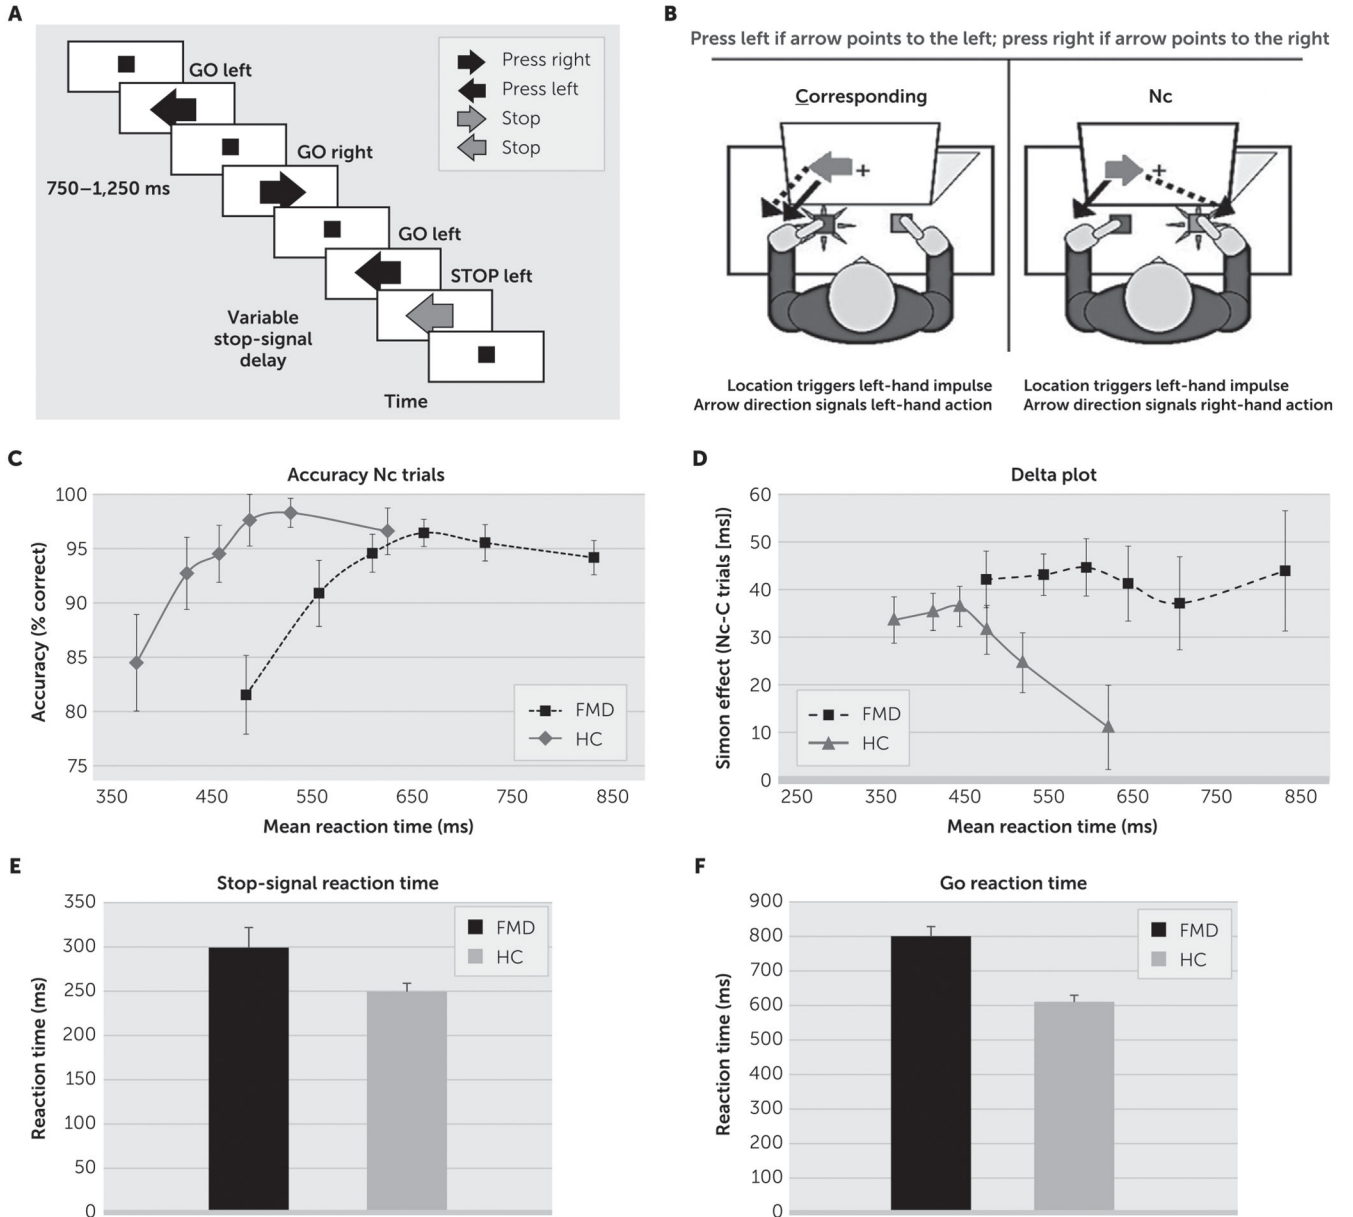 A
GO left
GO right
GO left
STOP left
750–1,250 ms
Variable
stop-signal
delay
Time
Press right
Press left
Stop
Stop
B
Press left if arrow points to the left; press right if arrow points to the right
Corresponding
Nc
+
+
Location triggers left-hand impulse
Arrow direction signals left-hand action
Location triggers left-hand impulse
Arrow direction signals right-hand action
C
Accuracy Nc trials
Accuracy (% correct)
100
95
90
85
80
75
350 450 550 650 750 850
Mean reaction time (ms)
FMD
HC
D
Delta plot
Simon effect (Nc–C trials [ms])
60
50
40
30
20
10
0
250 350 450 550 650 750 850
Mean reaction time (ms)
FMD
HC
E
Stop-signal reaction time
Reaction time (ms)
350
300
250
200
150
100
50
0
FMD
HC
F
Go reaction time
Reaction time (ms)
900
800
700
600
500
400
300
200
100
0
FMD
HC